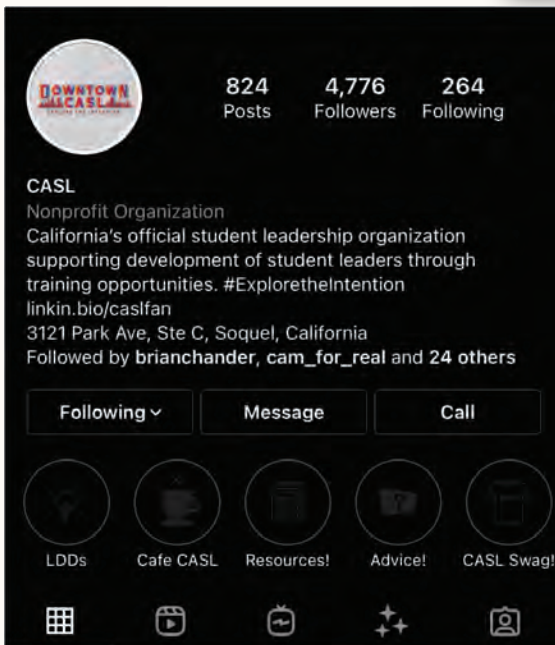 DOWNTOWN
CASL
824 4,776 264
Posts Followers Following
CASL
Nonprofit Organization
California's official student leadership organization
supporting development of student leaders through
training opportunities. #ExploretheIntention
linkin.bio/caslfan
3121 Park Ave, Ste C, Soquel, California
Followed by brianchander, cam_for_real and 24 others
Following Message Call
LDDs Cafe CASL Resources! Advice! CASL Swag!